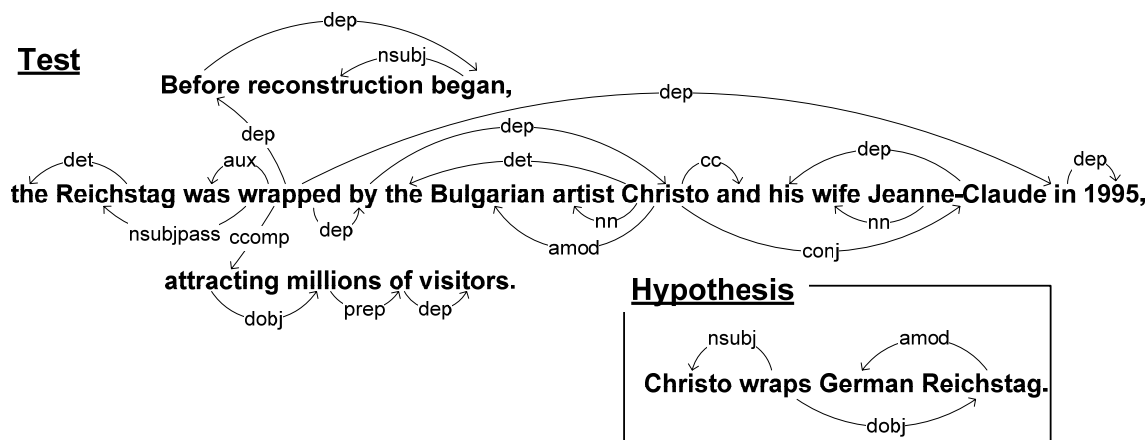 dep
Test
nsubj
Before reconstruction began,
dep
dep
dep
det
aux
det
cc
dep
dep
the Reichstag was wrapped by the Bulgarian artist Christo and his wife Jeanne-Claude in 1995,
nsubjpass
ccomp
dep
nn
amod
nn
conj
attracting millions of visitors.
dobj
prep
dep
Hypothesis
nsubj
amod
Christo wraps German Reichstag.
dobj